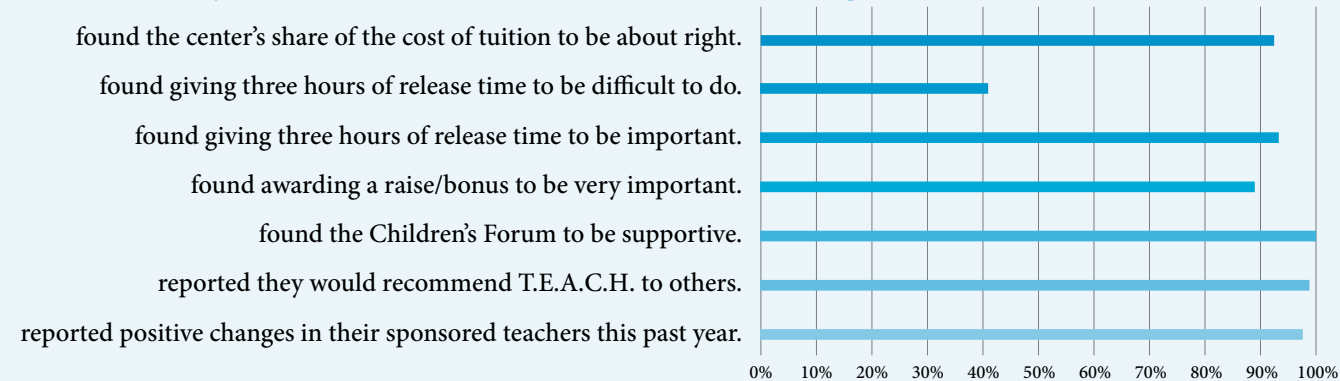 found the center’s share of the cost of tuition to be about right.
found giving three hours of release time to be difficult to do.
found giving three hours of release time to be important.
found awarding a raise/bonus to be very important.
found the Children’s Forum to be supportive.
reported they would recommend T.E.A.C.H. to others.
reported positive changes in their sponsored teachers this past year.
0% 10% 20% 30% 40% 50% 60% 70% 80% 90% 100%